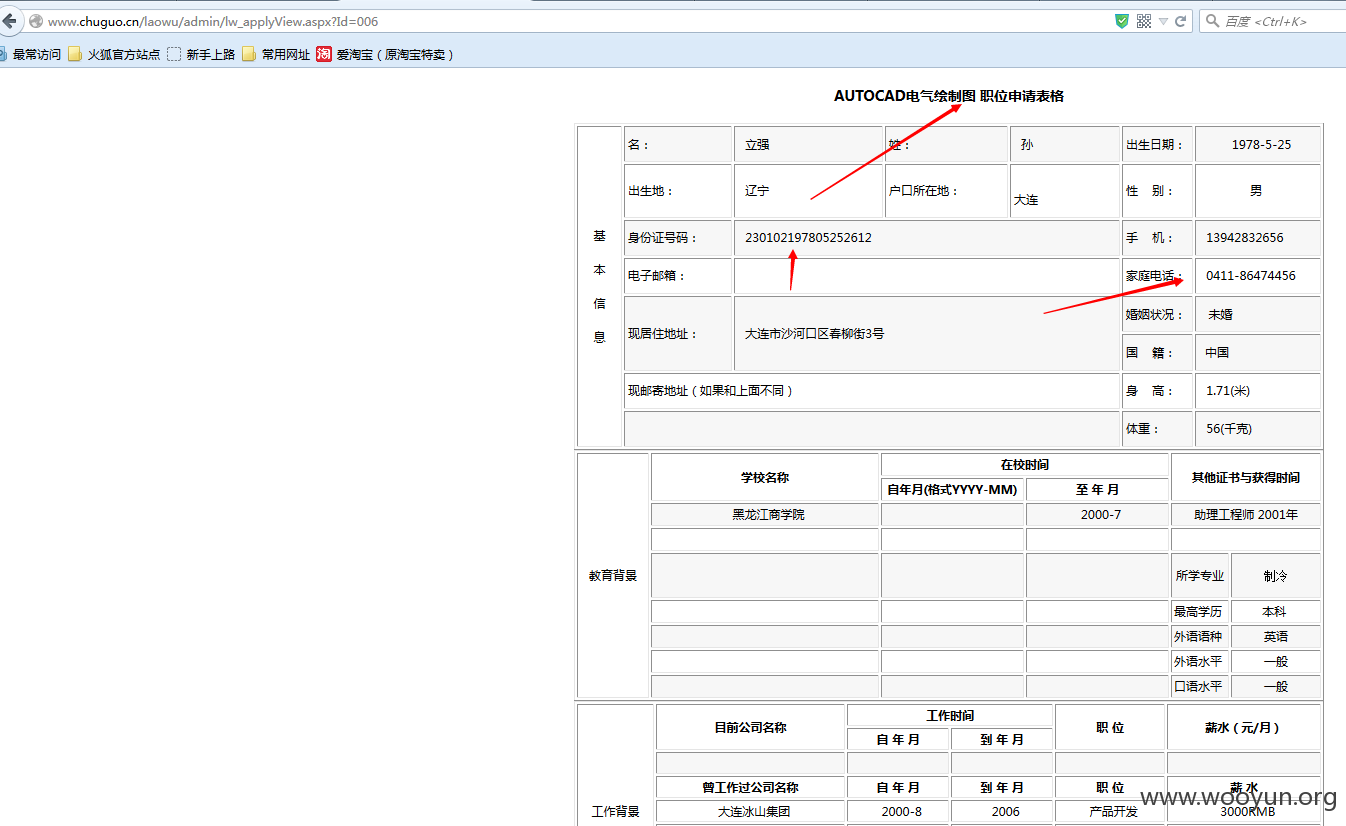 www.chuguo.cn/laowu/admin/lw_applyView.aspx?Id=006 百度 <Ctrl+K>
最常访问 火狐官方站点 新手上路 常用网址 淘 爱淘宝（原淘宝特卖）
AUTOCAD电气绘制图 职位申请表格
基本信息
名： 立强 姓： 孙 出生日期： 1978-5-25
出生地： 辽宁 户口所在地： 大连 性 别： 男
身份证号码： 230102197805252612 手 机： 13942832656
电子邮箱： 家庭电话： 0411-86474456
现居住地址： 大连市沙河口区春柳街3号 婚姻状况： 未婚
国 籍： 中国
现邮寄地址（如果和上面不同） 身 高： 1.71(米)
体重： 56(千克)
教育背景
学校名称 在校时间 其他证书与获得时间
自年月(格式YYYY-MM) 至 年 月
黑龙江商学院 2000-7 助理工程师 2001年
所学专业 制冷
最高学历 本科
外语语种 英语
外语水平 一般
口语水平 一般
工作背景
目前公司名称 工作时间 职 位 薪水（元/月）
自 年 月 到 年 月
曾工作过公司名称 自 年 月 到 年 月 职 位 薪 水
大连冰山集团 2000-8 2006 产品开发 3000RMB
www.wooyun.org